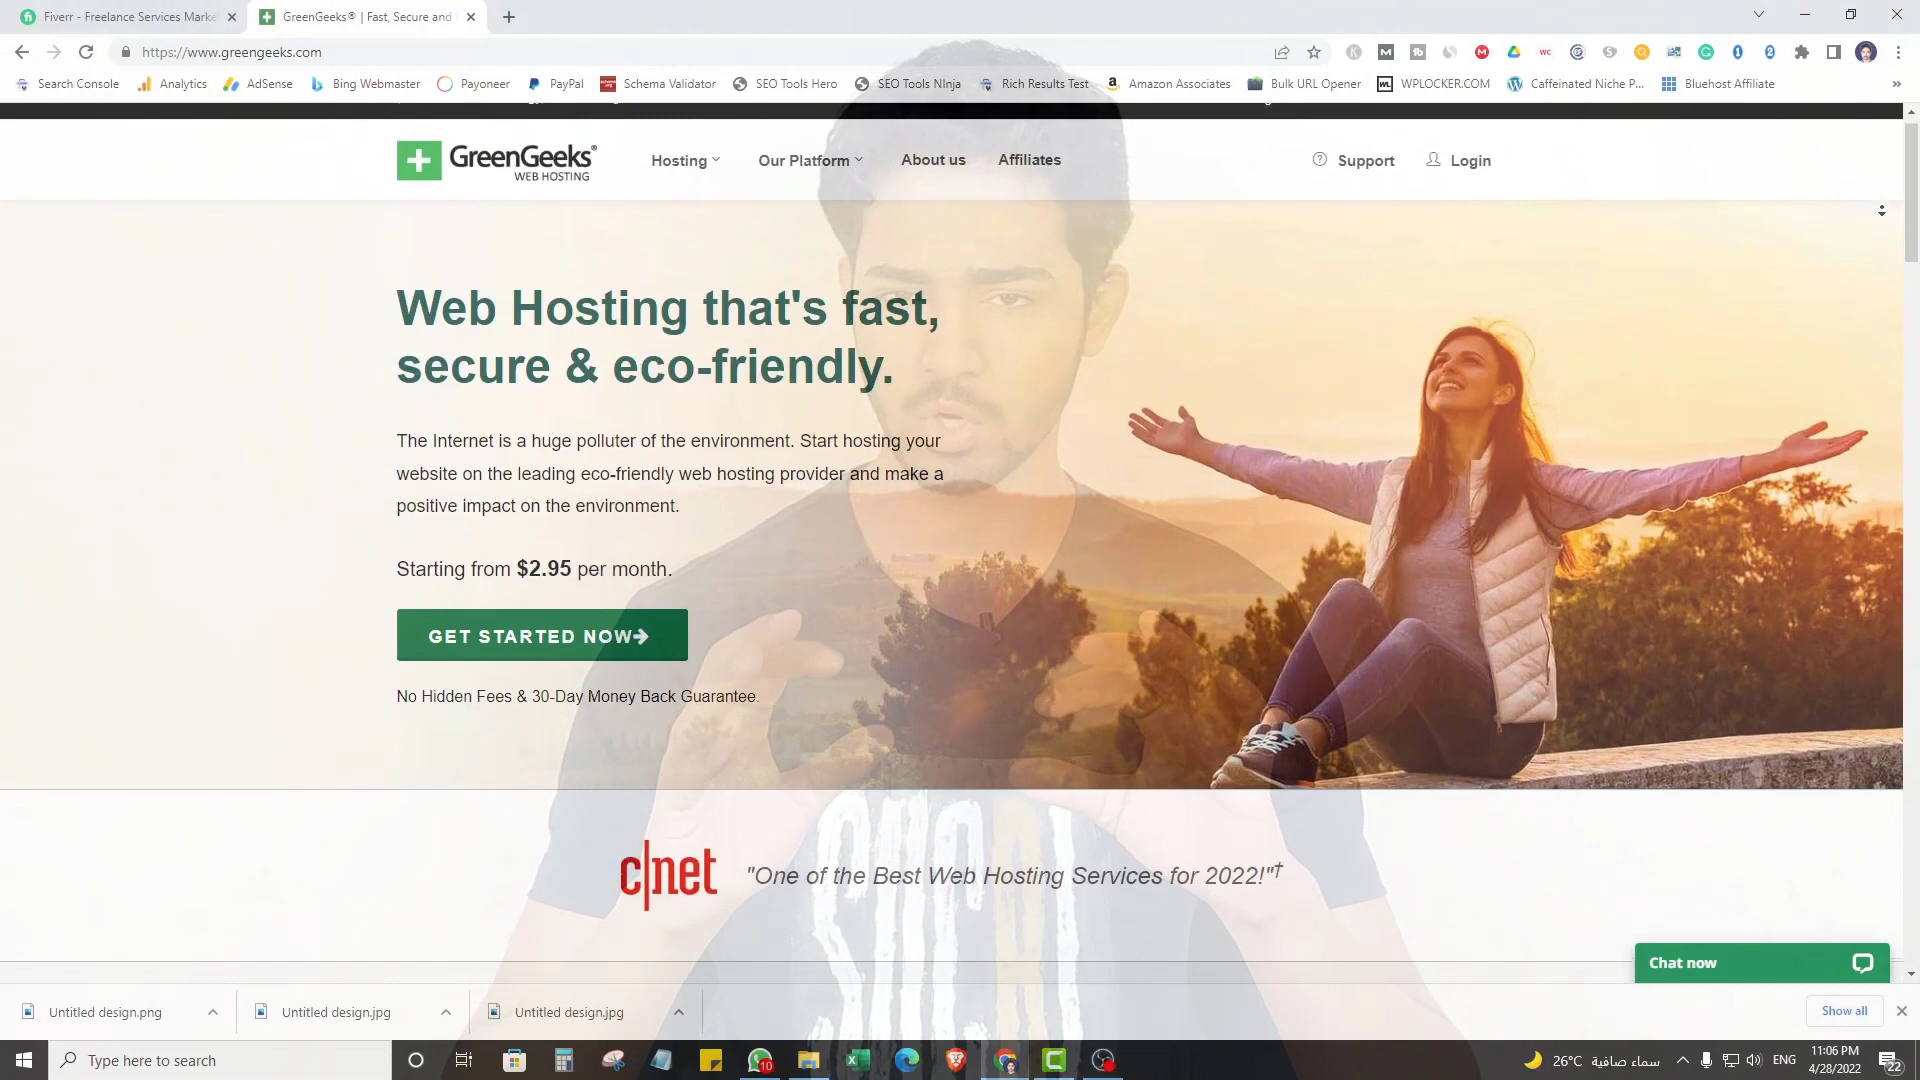 Fiverr - Freelance Services Marke
GreenGeeks® | Fast, Secure and
https://www.greengeeks.com
Search Console
Analytics
AdSense
Bing Webmaster
Payoneer
PayPal
Schema Validator
SEO Tools Hero
SEO Tools NInja
Rich Results Test
Amazon Associates
Bulk URL Opener
WPLOCKER.COM
Caffeinated Niche P...
Bluehost Affiliate
GreenGeeks®
WEB HOSTING
Hosting
Our Platform
About us
Affiliates
Support
Login
Web Hosting that's fast,
secure & eco-friendly.
The Internet is a huge polluter of the environment. Start hosting your
website on the leading eco-friendly web hosting provider and make a
positive impact on the environment.
Starting from $2.95 per month.
GET STARTED NOW
No Hidden Fees & 30-Day Money Back Guarantee.
c|net
"One of the Best Web Hosting Services for 2022!"†
Chat now
Untitled design.png
Untitled design.jpg
Untitled design.jpg
Show all
Type here to search
10
26°C
سماء صافية
ENG
11:06 PM
4/28/2022
22